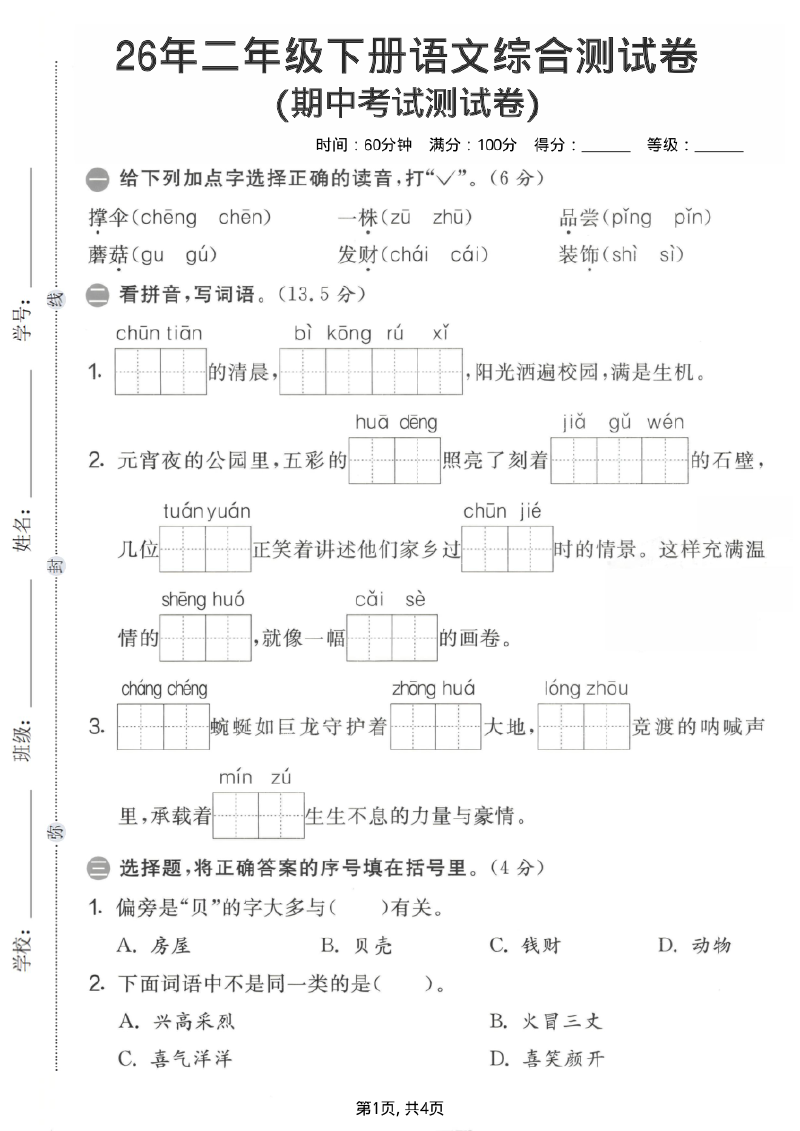 26年二年级下册语文综合测试卷
(期中考试测试卷)
时间：60分钟 满分：100分 得分：______ 等级：______
一 给下列加点字选择正确的读音,打“✓”。(6 分)
撑伞(chēng chēn) 一株(zū zhū) 品尝(pǐng pǐn)
蘑菇(gu gú) 发财(chái cái) 装饰(shì sì)
二 看拼音,写词语。(13.5 分)
chūn tiān bì kōng rú xǐ
1. 的清晨, ,阳光洒遍校园,满是生机。
huā dēng jiǎ gǔ wén
2. 元宵夜的公园里,五彩的 照亮了刻着 的石壁,
tuán yuán chūn jié
几位 正笑着讲述他们家乡过 时的情景。这样充满温
shēng huó cǎi sè
情的 ,就像一幅 的画卷。
cháng chéng zhōng huá lóng zhōu
3. 蜿蜒如巨龙守护着 大地, 竞渡的呐喊声
mín zú
里,承载着 生生不息的力量与豪情。
三 选择题,将正确答案的序号填在括号里。(4 分)
1. 偏旁是“贝”的字大多与( )有关。
A. 房屋 B. 贝壳 C. 钱财 D. 动物
2. 下面词语中不是同一类的是( )。
A. 兴高采烈 B. 火冒三丈
C. 喜气洋洋 D. 喜笑颜开
第1页, 共4页
学号：
姓名：
班级：
学校：
线
封
弥